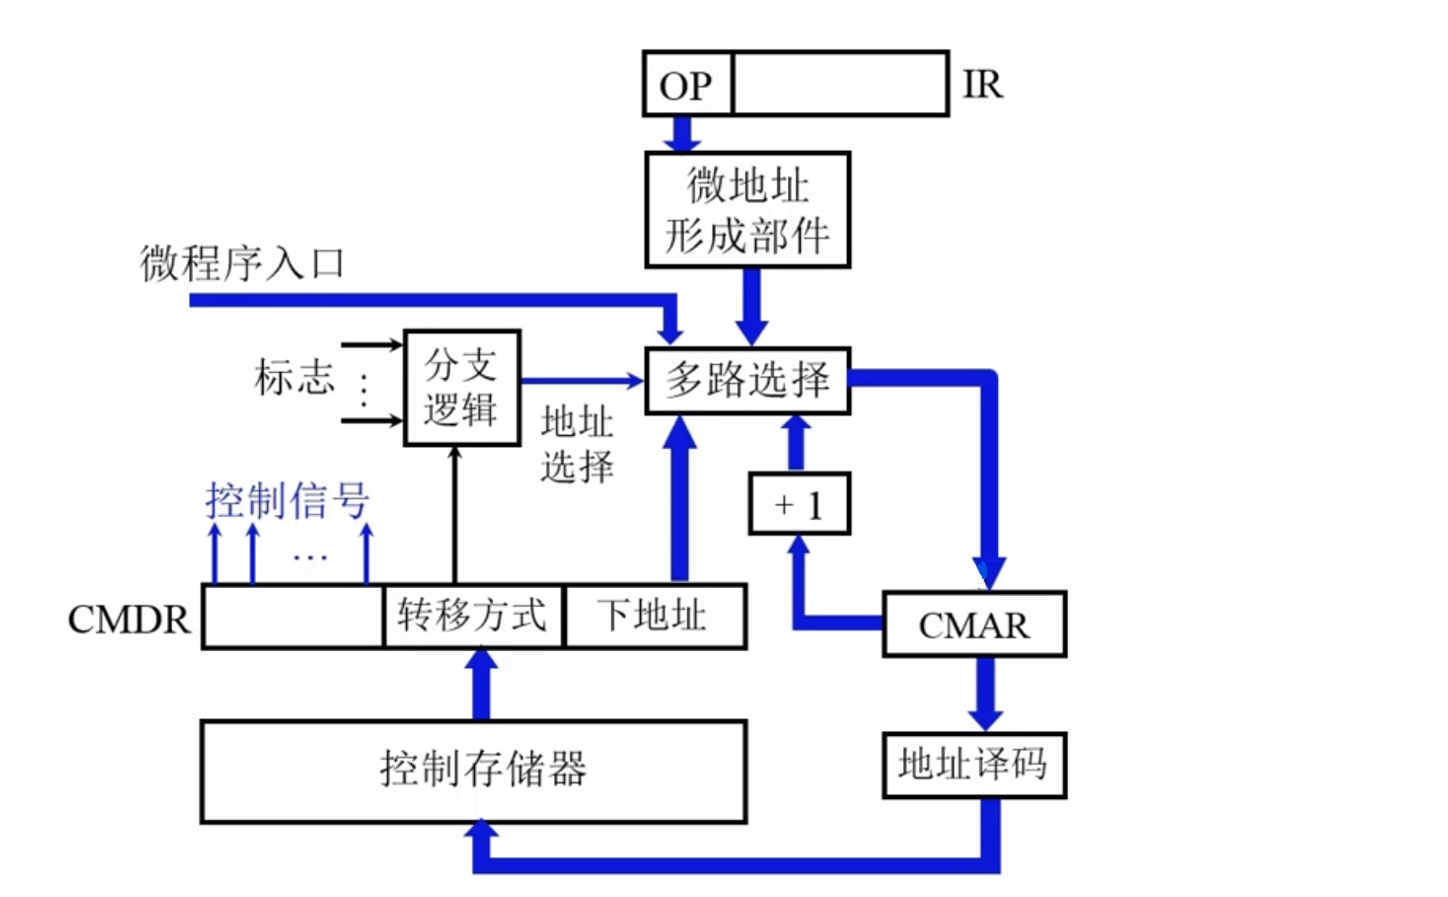 OP
IR
微地址
形成部件
微程序入口
标志
⋮
分支
逻辑
地址
选择
多路选择
+ 1
控制信号
…
CMDR
转移方式
下地址
CMAR
控制存储器
地址译码